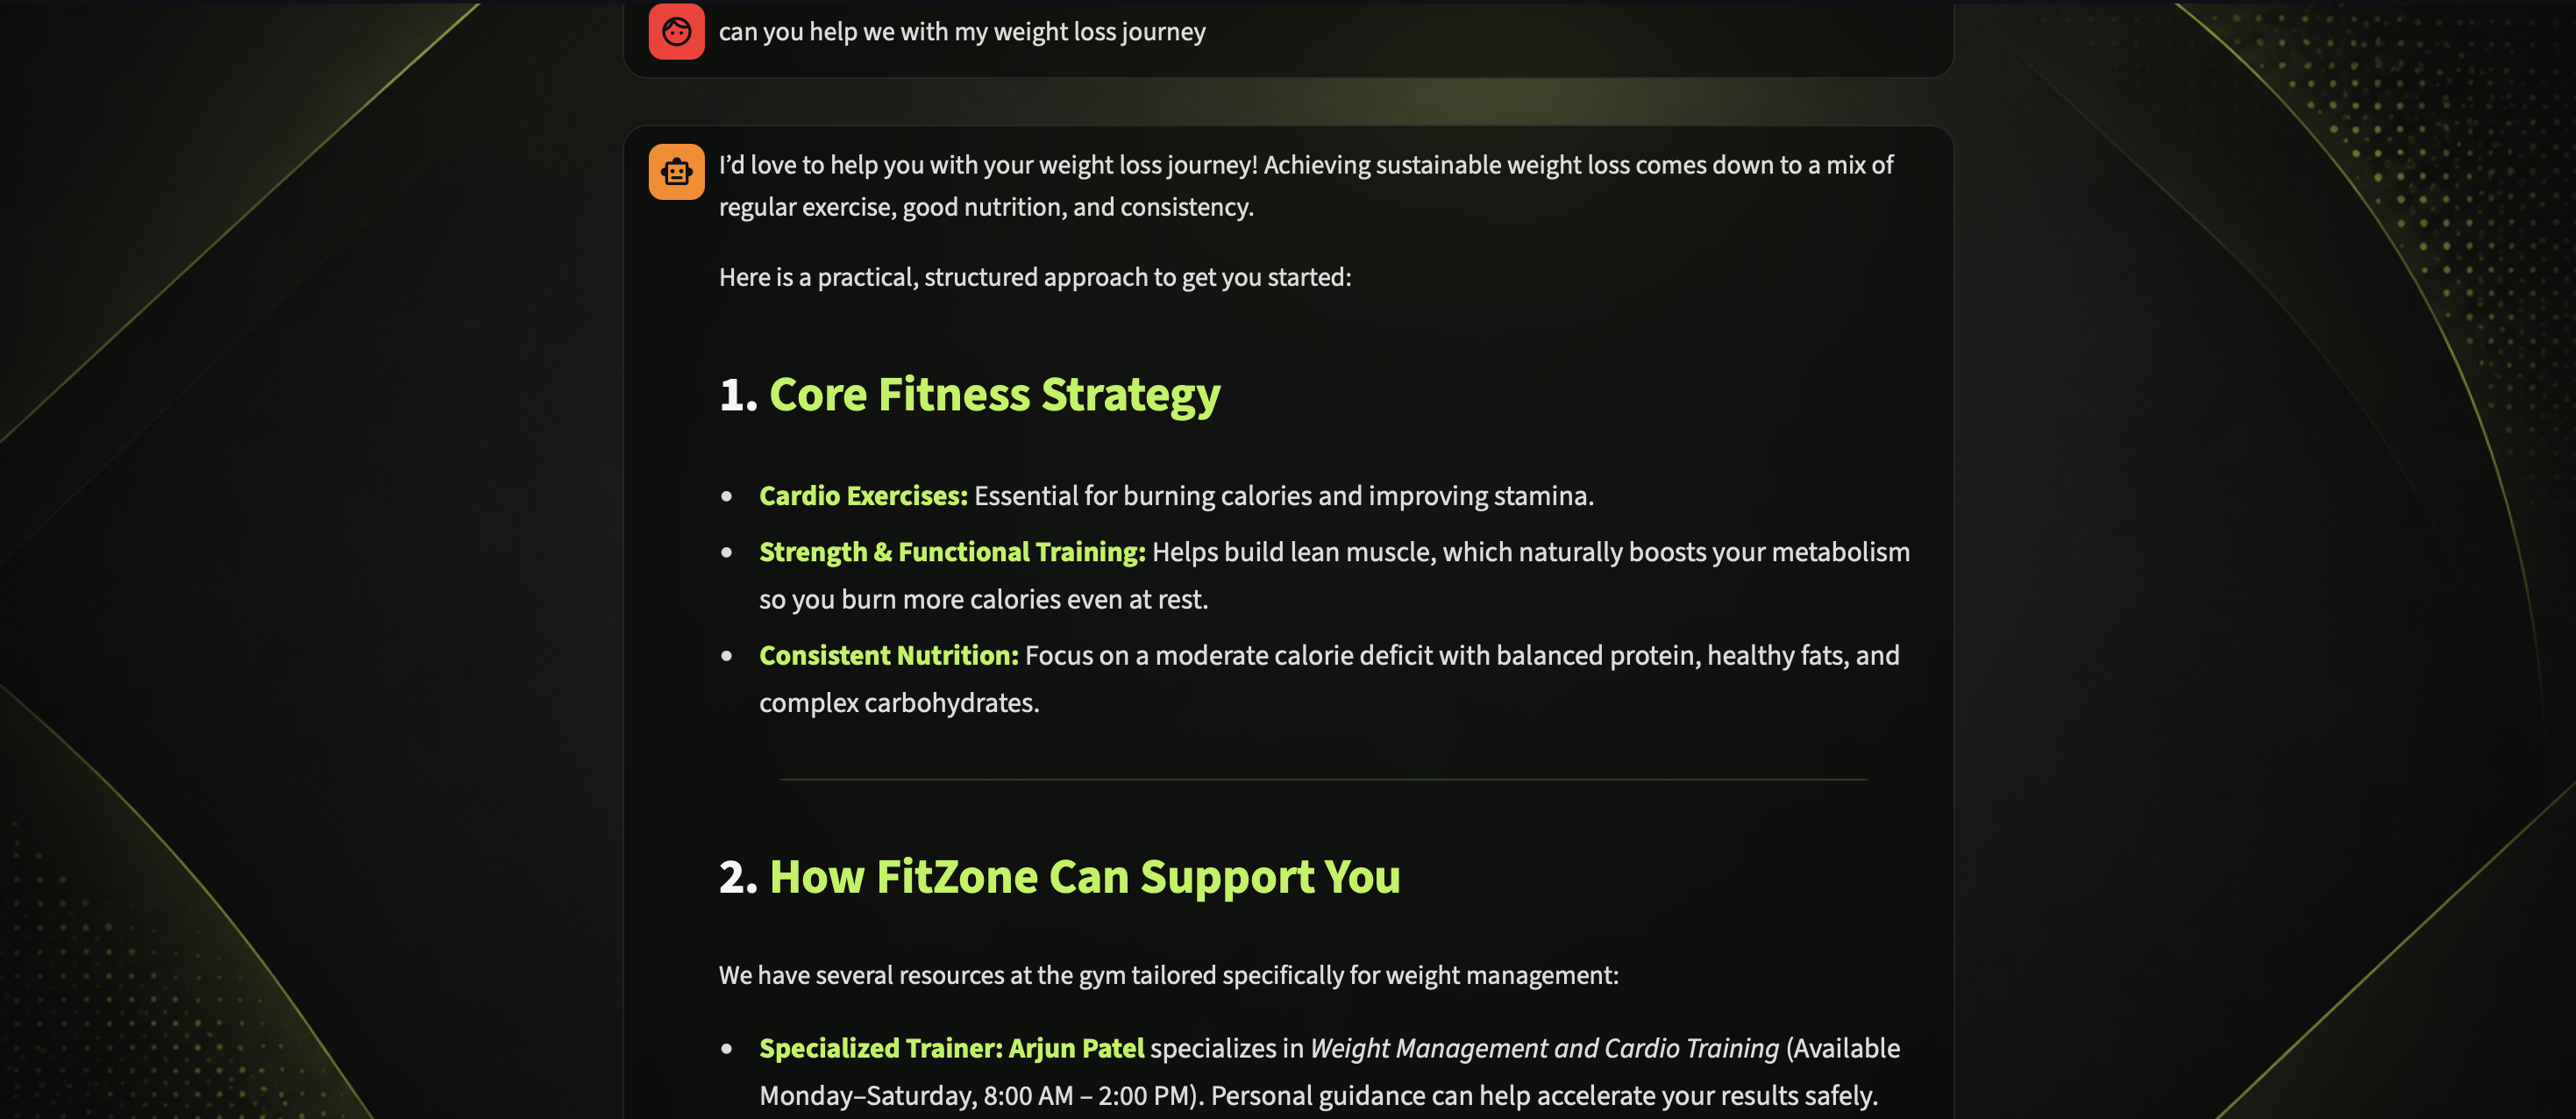 can you help we with my weight loss journey
I'd love to help you with your weight loss journey! Achieving sustainable weight loss comes down to a mix of
regular exercise, good nutrition, and consistency.
Here is a practical, structured approach to get you started:
1. Core Fitness Strategy
• Cardio Exercises: Essential for burning calories and improving stamina.
• Strength & Functional Training: Helps build lean muscle, which naturally boosts your metabolism
so you burn more calories even at rest.
• Consistent Nutrition: Focus on a moderate calorie deficit with balanced protein, healthy fats, and
complex carbohydrates.
2. How FitZone Can Support You
We have several resources at the gym tailored specifically for weight management:
• Specialized Trainer: Arjun Patel specializes in Weight Management and Cardio Training (Available
Monday–Saturday, 8:00 AM – 2:00 PM). Personal guidance can help accelerate your results safely.